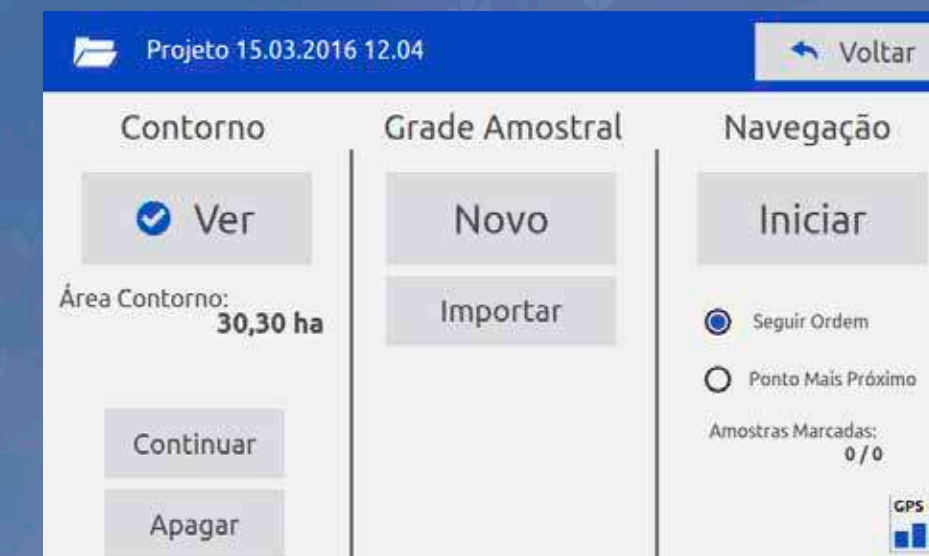 Projeto 15.03.2016 12.04
Voltar
Contorno
Ver
Área Contorno:
30,30 ha
Continuar
Apagar
Grade Amostral
Novo
Importar
Navegação
Iniciar
Seguir Ordem
Ponto Mais Próximo
Amostras Marcadas:
0 / 0
GPS